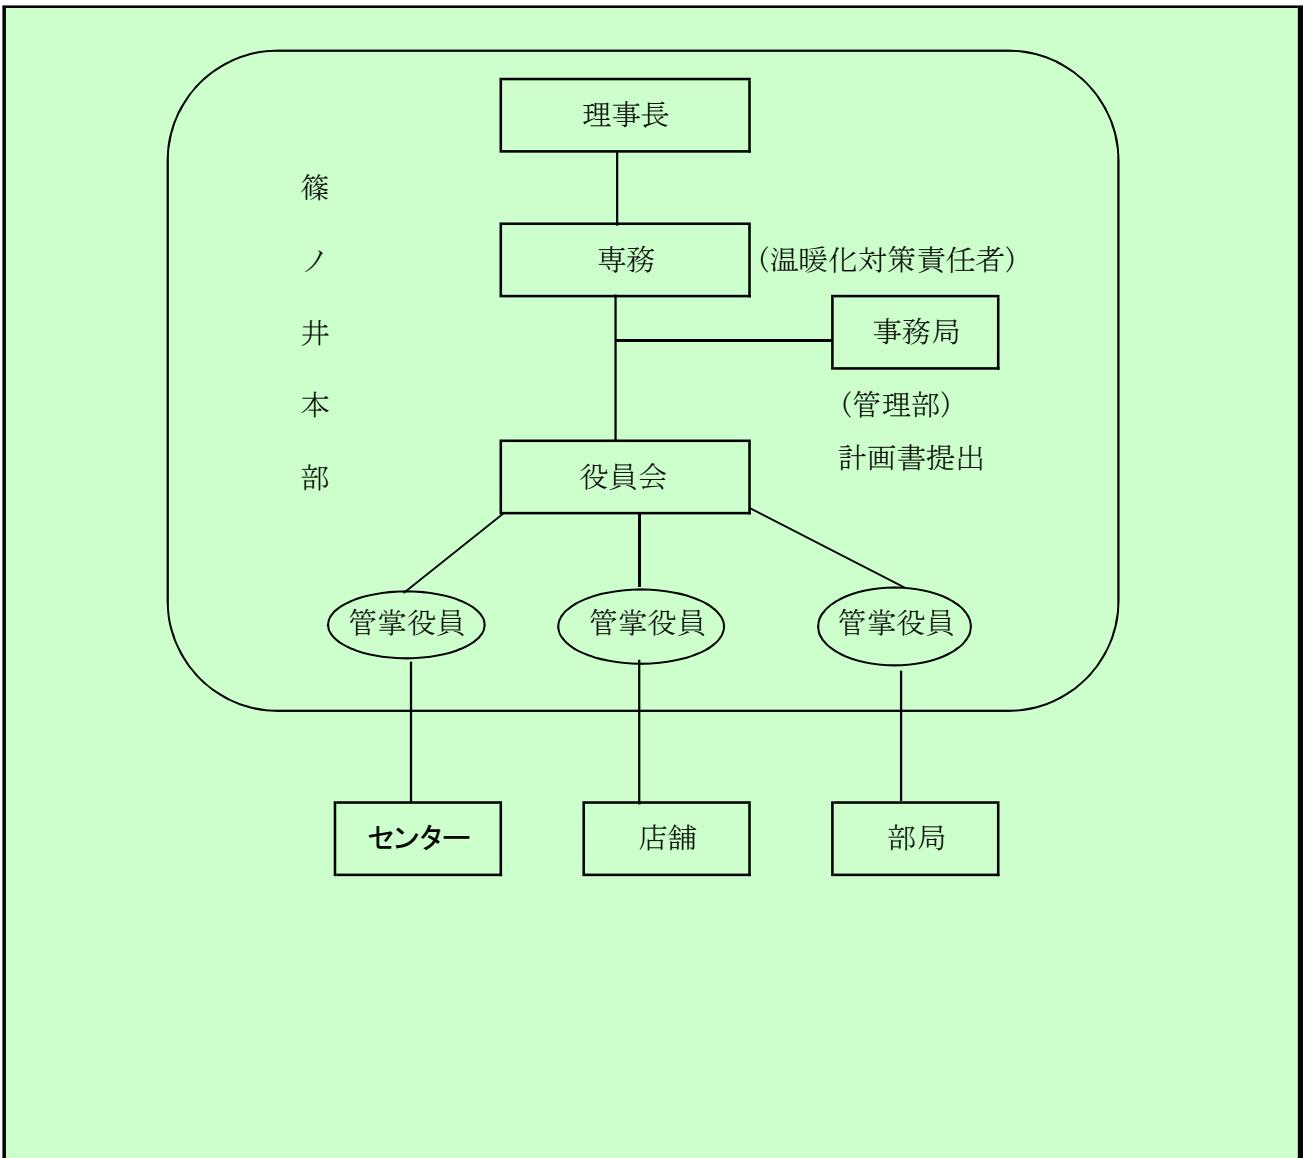 理事長
篠ノ井本部
専務
(温暖化対策責任者)
事務局
(管理部)
計画書提出
役員会
管掌役員
管掌役員
管掌役員
センター
店舗
部局